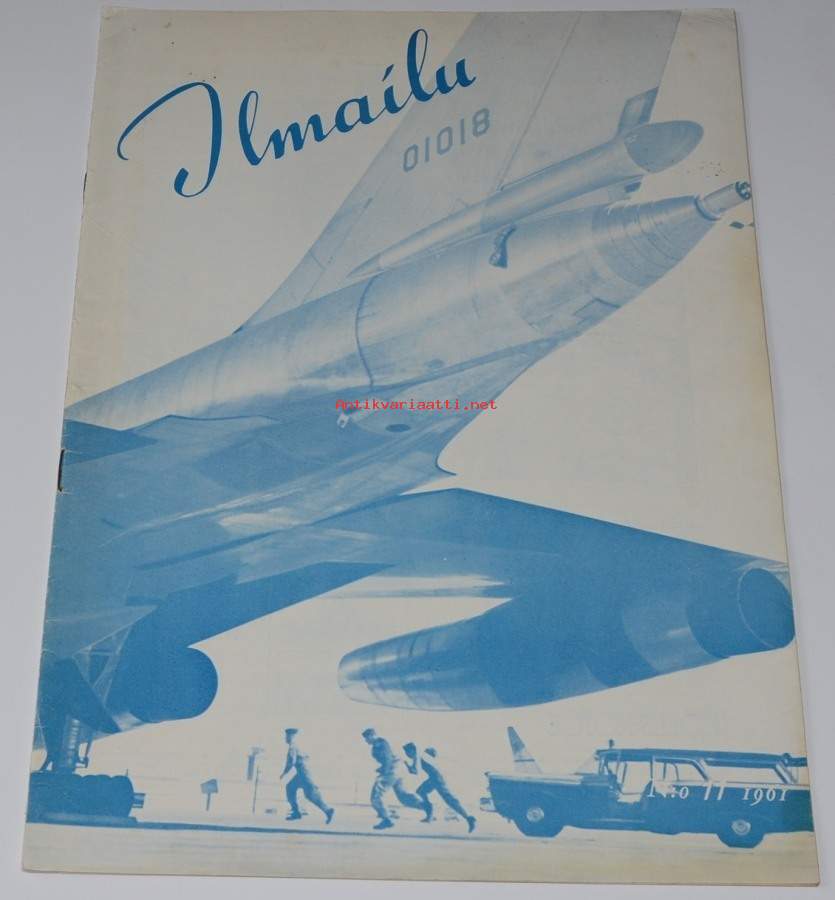 Ilmailu
01018
Antikvariaatti.net
N:o 11 1961